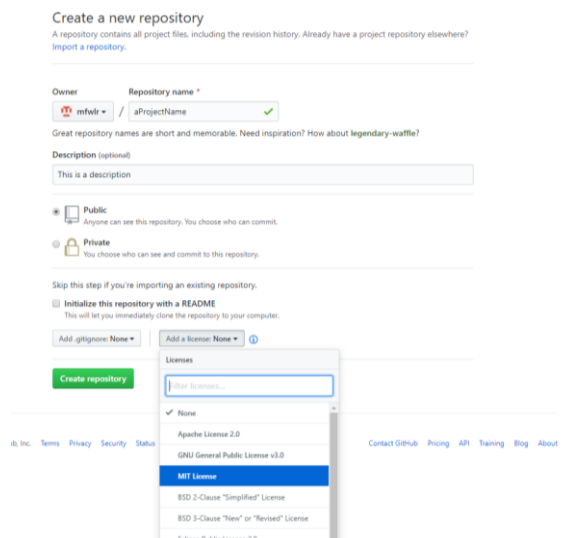 Create a new repository
A repository contains all project files, including the revision history. Already have a project repository elsewhere?
Import a repository.
Owner
Repository name *
mfwlr
/
aProjectName
Great repository names are short and memorable. Need inspiration? How about legendary-waffle?
Description (optional)
This is a description
Public
Anyone can see this repository. You choose who can commit.
Private
You choose who can see and commit to this repository.
Skip this step if you're importing an existing repository.
Initialize this repository with a README
This will let you immediately clone the repository to your computer.
Add .gitignore: None
Add a license: None
Licenses
Filter licenses...
Create repository
None
Apache License 2.0
GNU General Public License v3.0
MIT License
BSD 2-Clause "Simplified" License
BSD 3-Clause "New" or "Revised" License
Eclipse Public License 2.0
b, Inc. Terms Privacy Security Status
Contact GitHub Pricing API Training Blog About